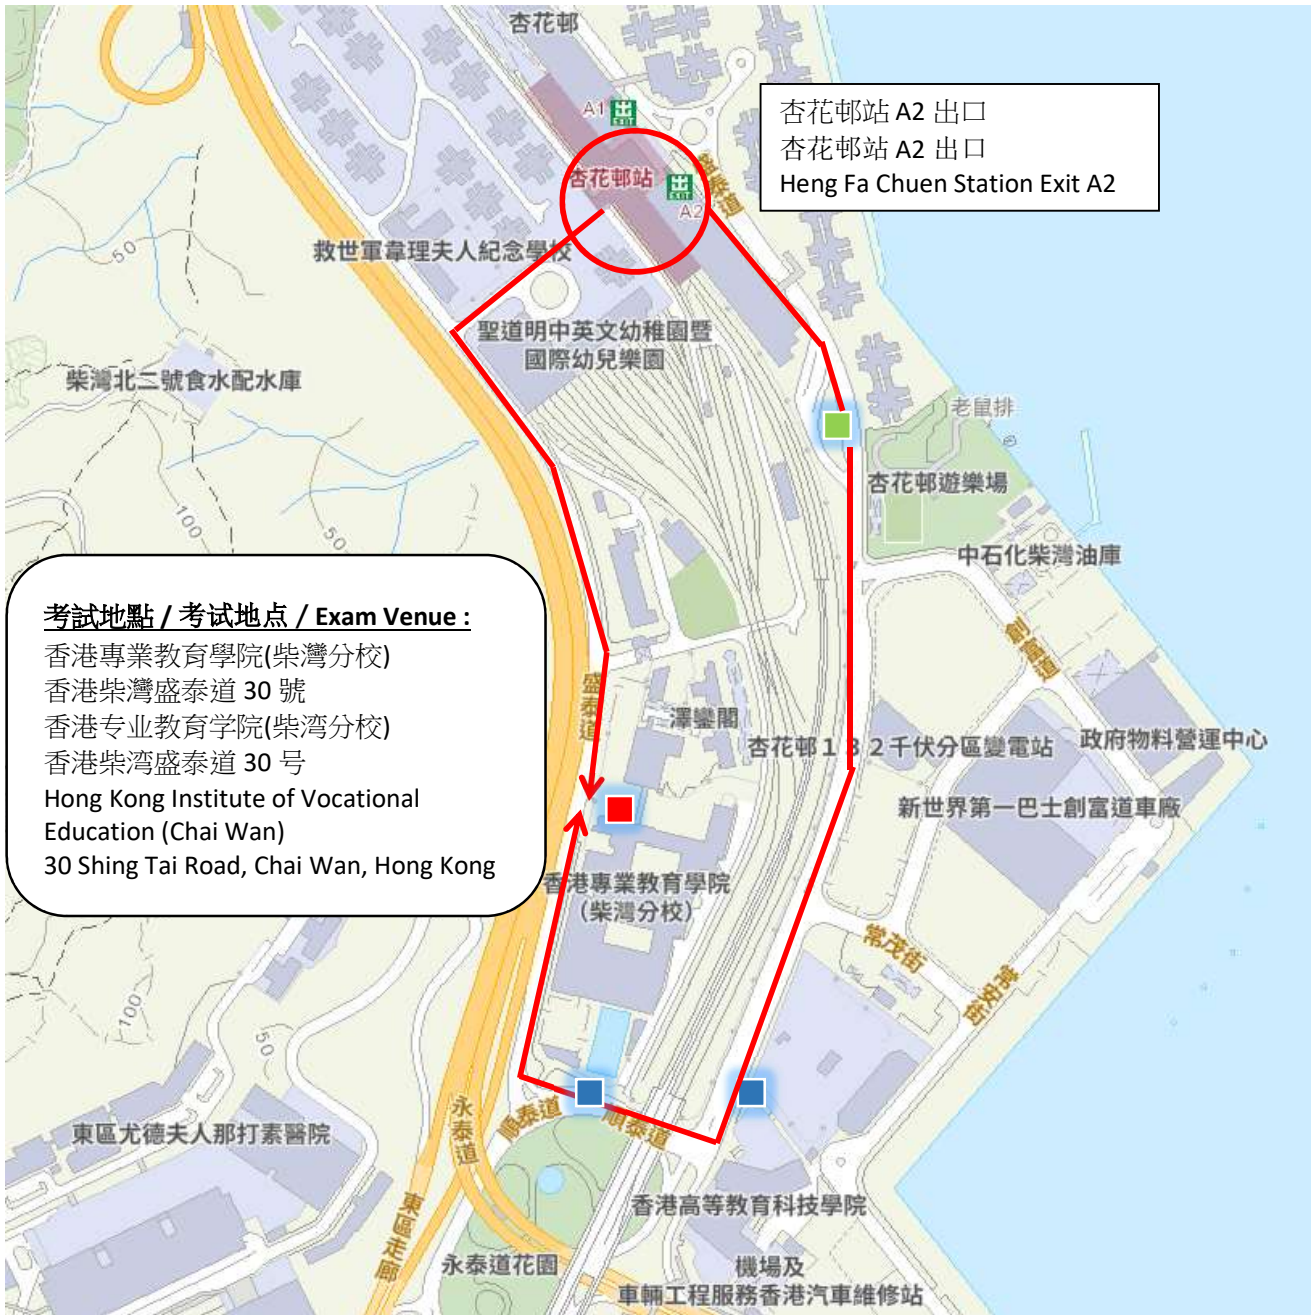 杏花邨
A1
出
EXIT
杏花邨站
出
EXIT
A2
盛泰道
杏花邨站 A2 出口
杏花邨站 A2 出口
Heng Fa Chuen Station Exit A2
50
救世軍韋理夫人紀念學校
聖道明中英文幼稚園暨
國際幼兒樂園
柴灣北二號食水配水庫
老鼠排
杏花邨遊樂場
100
50
中石化柴灣油庫
創富道
考試地點 / 考试地点 / Exam Venue :
香港專業教育學院(柴灣分校)
香港柴灣盛泰道 30 號
香港专业教育学院(柴湾分校)
香港柴湾盛泰道 30 号
Hong Kong Institute of Vocational
Education (Chai Wan)
30 Shing Tai Road, Chai Wan, Hong Kong
盛泰道
澤鑾閣
杏花邨132千伏分區變電站
政府物料營運中心
新世界第一巴士創富道車廠
香港專業教育學院
(柴灣分校)
常茂街
常安街
100
50
永泰道
順泰道
順泰道
東區尤德夫人那打素醫院
東區走廊
香港高等教育科技學院
永泰道花園
機場及
車輛工程服務香港汽車維修站